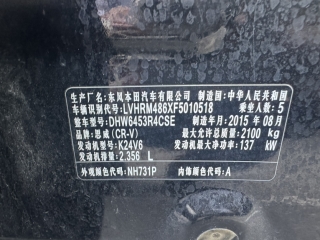 生产厂名:东风本田汽车有限公司 制造国:中华人民共和国
车辆识别代号:LVHRM486XF5010518 乘坐人数:5
整车型号:DHW6453R4CSE 制造年月:2015年08月
品牌:思威(CR-V) 最大允许总质量:2100 kg
发动机型号:K24V6 发动机最大净功率:137 kW
发动机排量:2.356 L
外观颜色代码 NH731P 内饰颜色代码:A